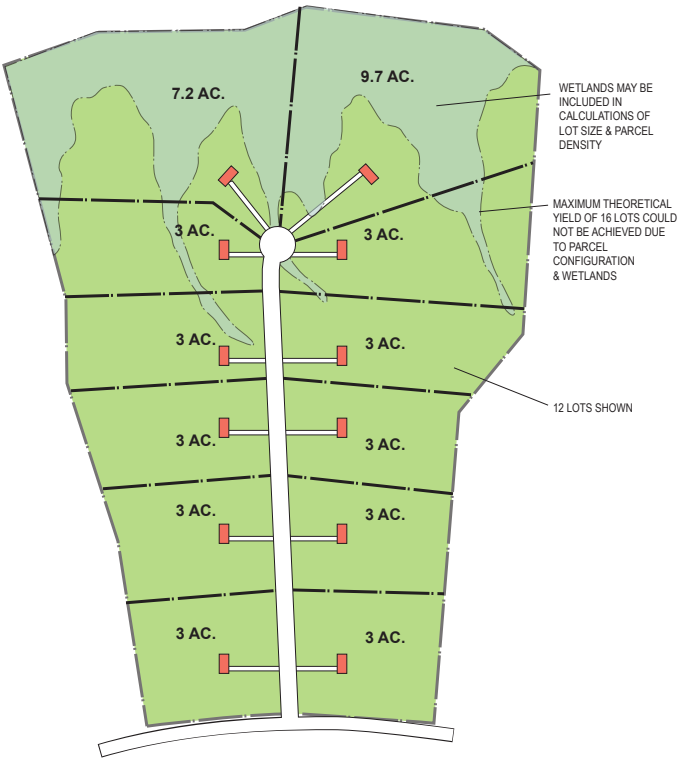 9.7 AC.
7.2 AC.
WETLANDS MAY BE
INCLUDED IN
CALCULATIONS OF
LOT SIZE & PARCEL
DENSITY
MAXIMUM THEORETICAL
YIELD OF 16 LOTS COULD
NOT BE ACHIEVED DUE
TO PARCEL
CONFIGURATION
& WETLANDS
3 AC.
3 AC.
3 AC.
3 AC.
12 LOTS SHOWN
3 AC.
3 AC.
3 AC.
3 AC.
3 AC.
3 AC.